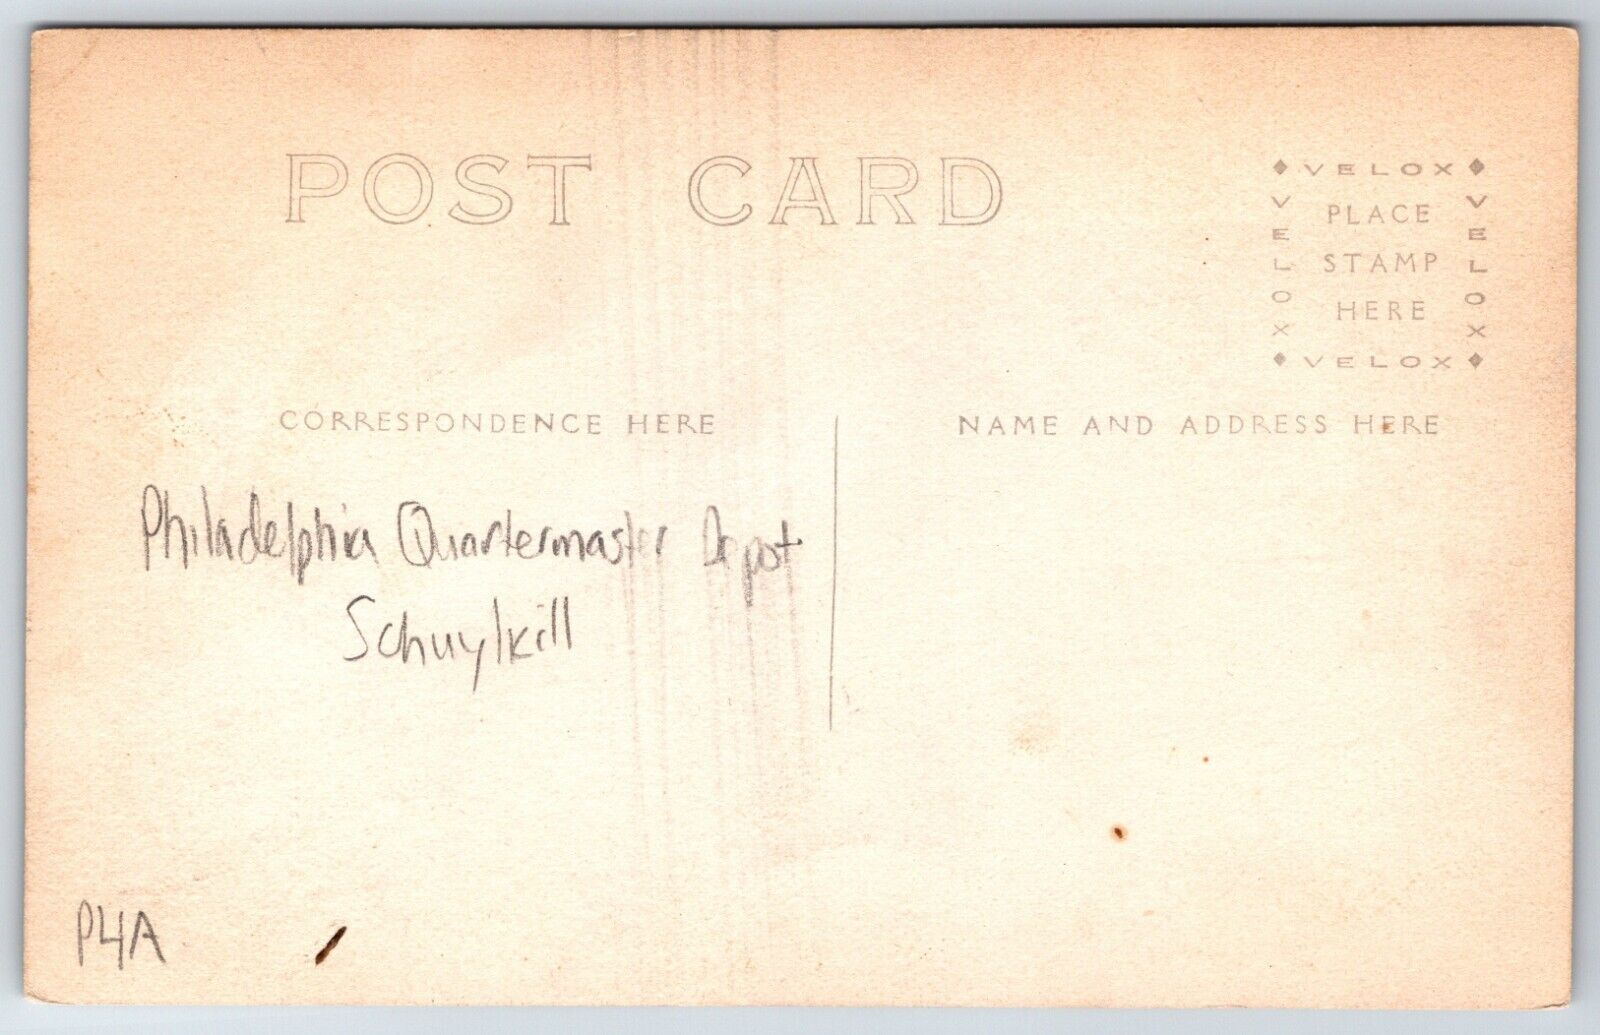 POST CARD
VELOX
VELOX
PLACE
STAMP
HERE
VELOX
VELOX
CORRESPONDENCE HERE
NAME AND ADDRESS HERE
Philadelphia Quartermaster Depot
Schuylkill
P4A